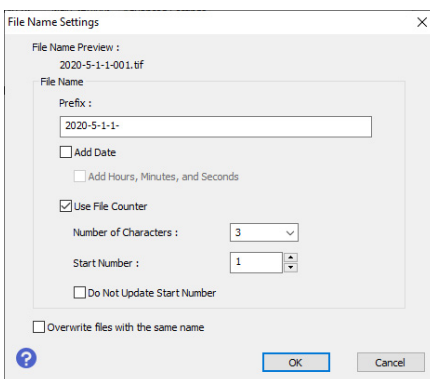 File Name Settings
File Name Preview :
2020-5-1-1-001.tif
File Name
Prefix :
2020-5-1-1-
Add Date
Add Hours, Minutes, and Seconds
Use File Counter
Number of Characters : 3
Start Number : 1
Do Not Update Start Number
Overwrite files with the same name
? OK Cancel